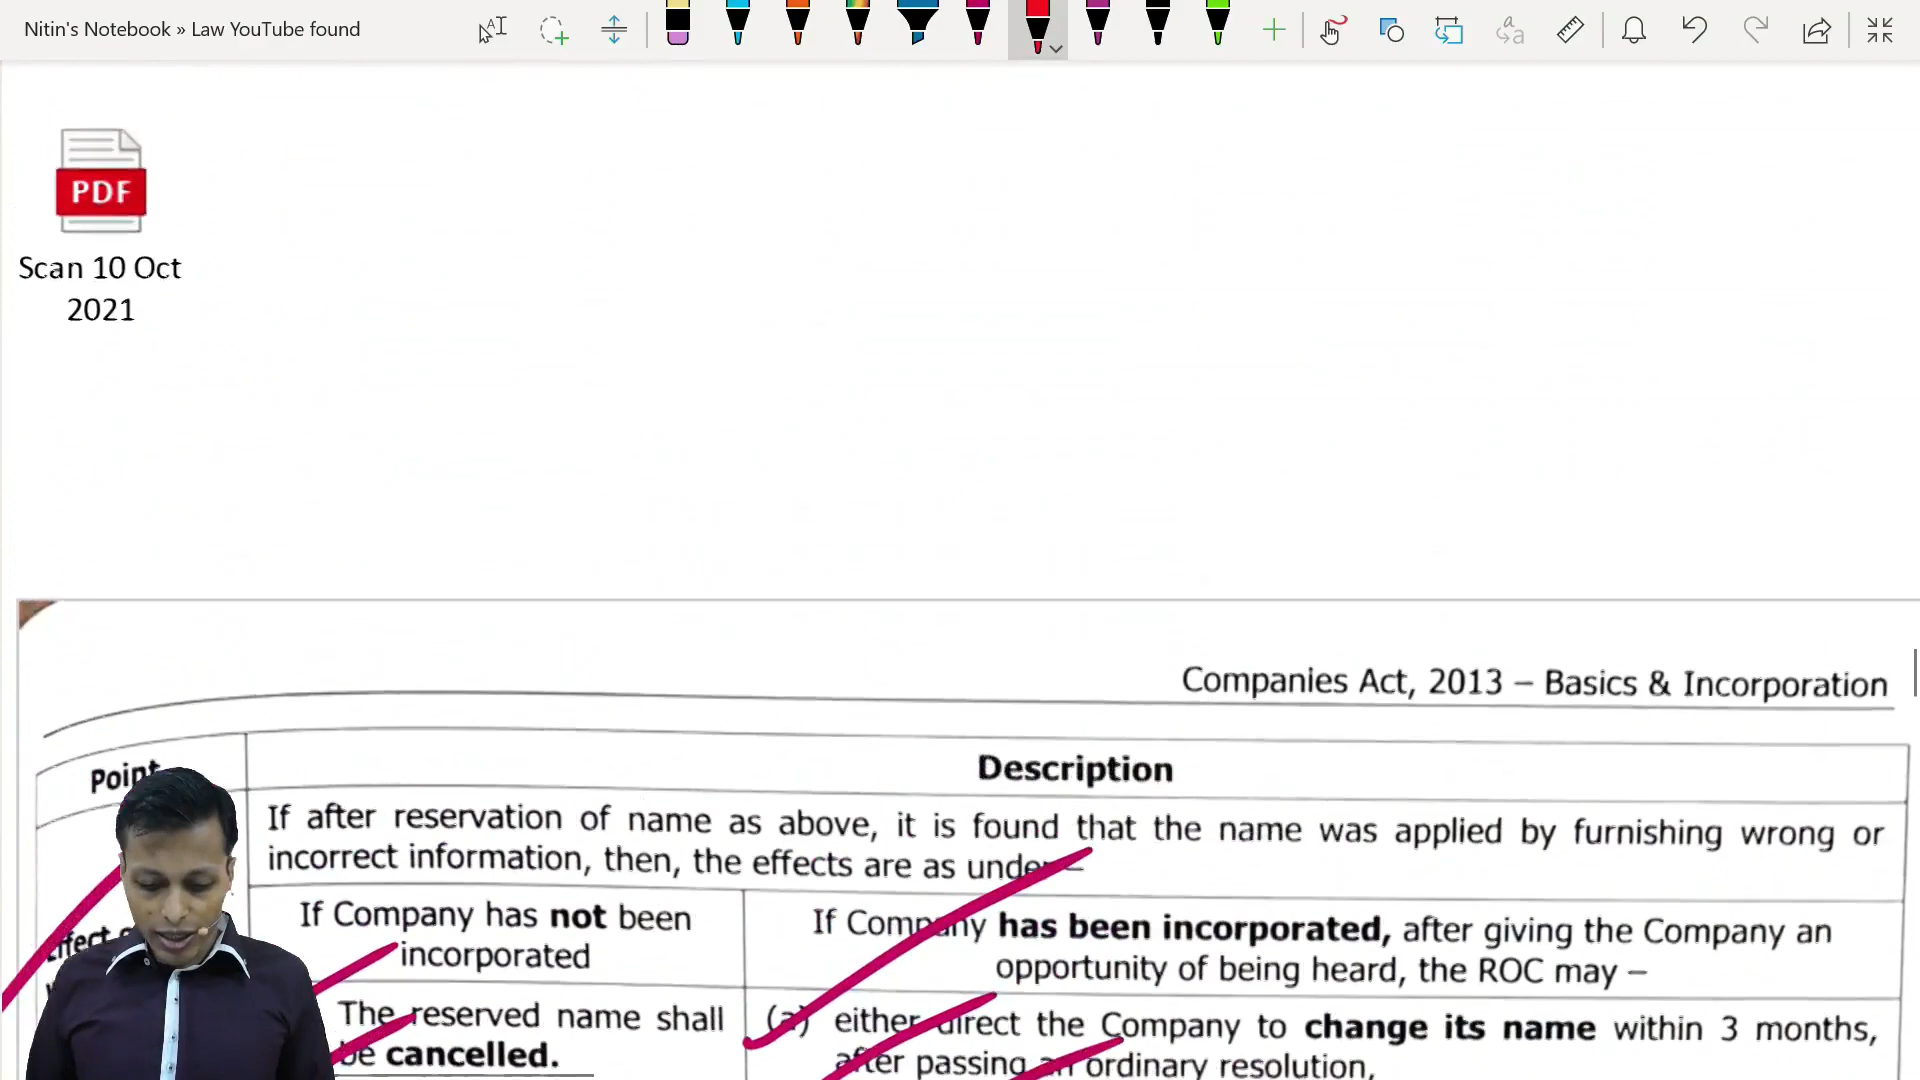 Nitin's Notebook » Law YouTube found
PDF
Scan 10 Oct
2021
Companies Act, 2013 – Basics & Incorporation
Description
If after reservation of name as above, it is found that the name was applied by furnishing wrong or
incorrect information, then, the effects are as under –
If Company has not been
incorporated
If Company has been incorporated, after giving the Company an
opportunity of being heard, the ROC may –
The reserved name shall
be cancelled.
(a) either direct the Company to change its name within 3 months,
after passing an ordinary resolution,